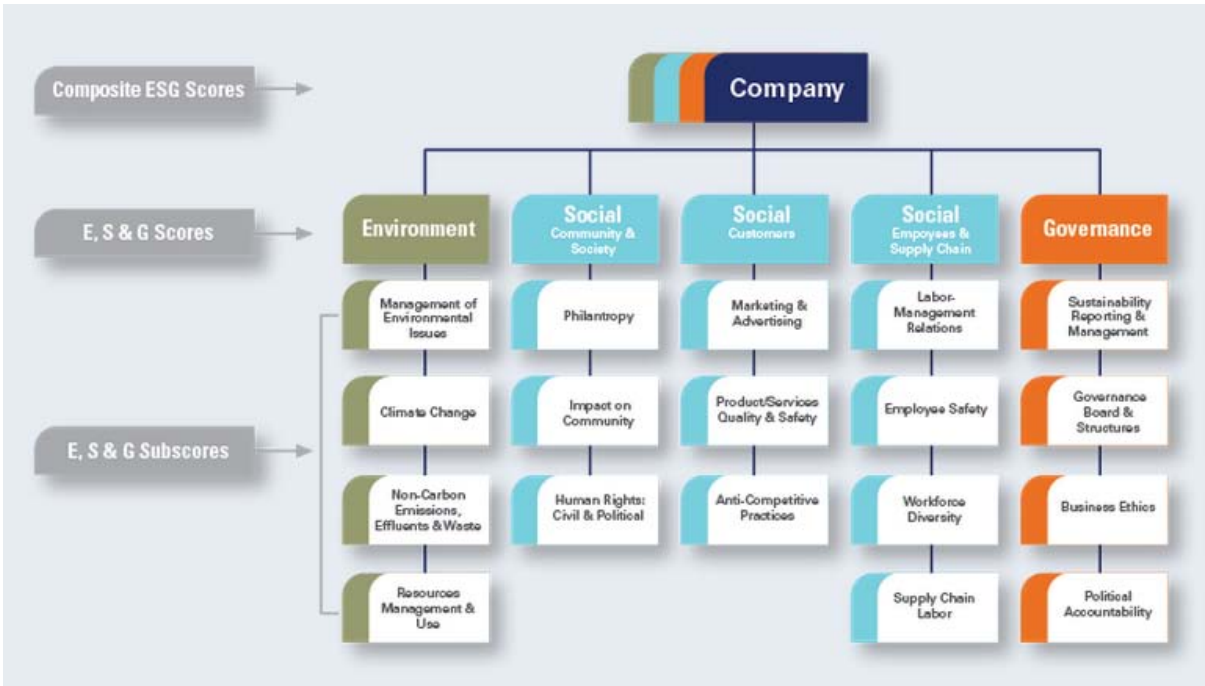 Composite ESG Scores
Company
E, S & G Scores
Environment
Social
Community &
Society
Social
Customers
Social
Empoyees &
Supply Chain
Governance
E, S & G Subscores
Management of
Environmental
Issues
Climate Change
Non-Carbon
Emissions,
Effluents & Waste
Resources
Management &
Use
Philantropy
Impact on
Community
Human Rights:
Civil & Political
Marketing &
Advertising
Product/Services
Quality & Safety
Anti-Competitive
Practices
Labor-
Management
Relations
Employee Safety
Workforce
Diversity
Supply Chain
Labor
Sustainability
Reporting &
Management
Governance
Board &
Structures
Business Ethics
Political
Accountability